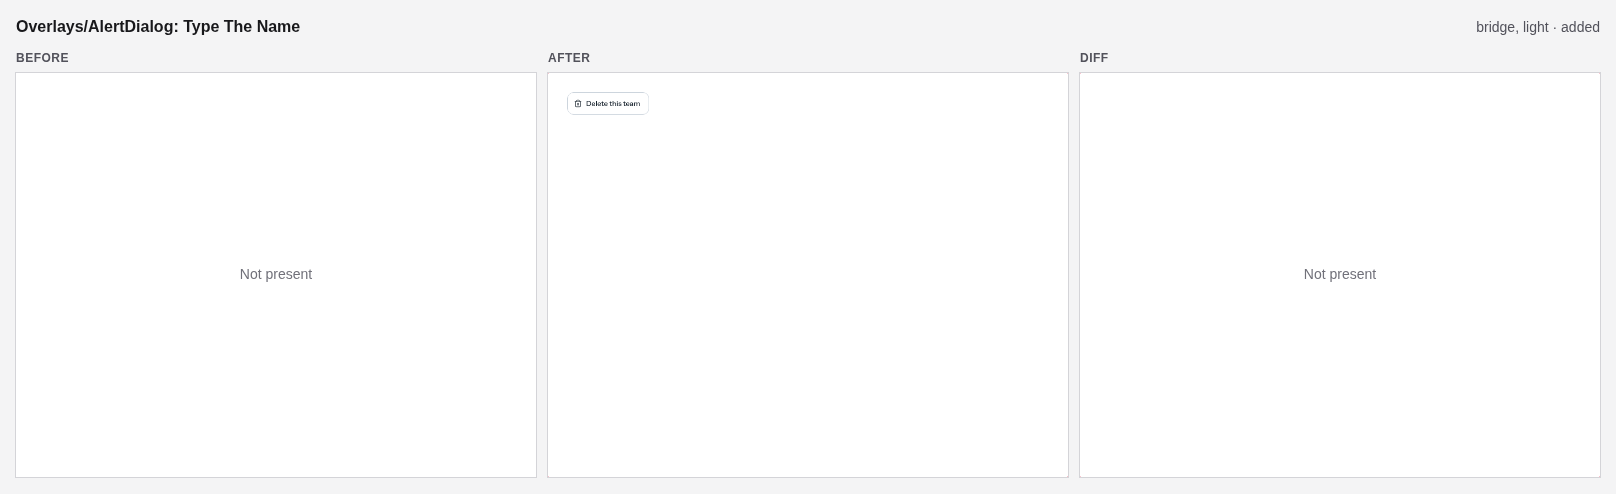 Overlays/AlertDialog: Type The Name
bridge, light · added
BEFORE
AFTER
DIFF
Not present
Delete this team
Not present